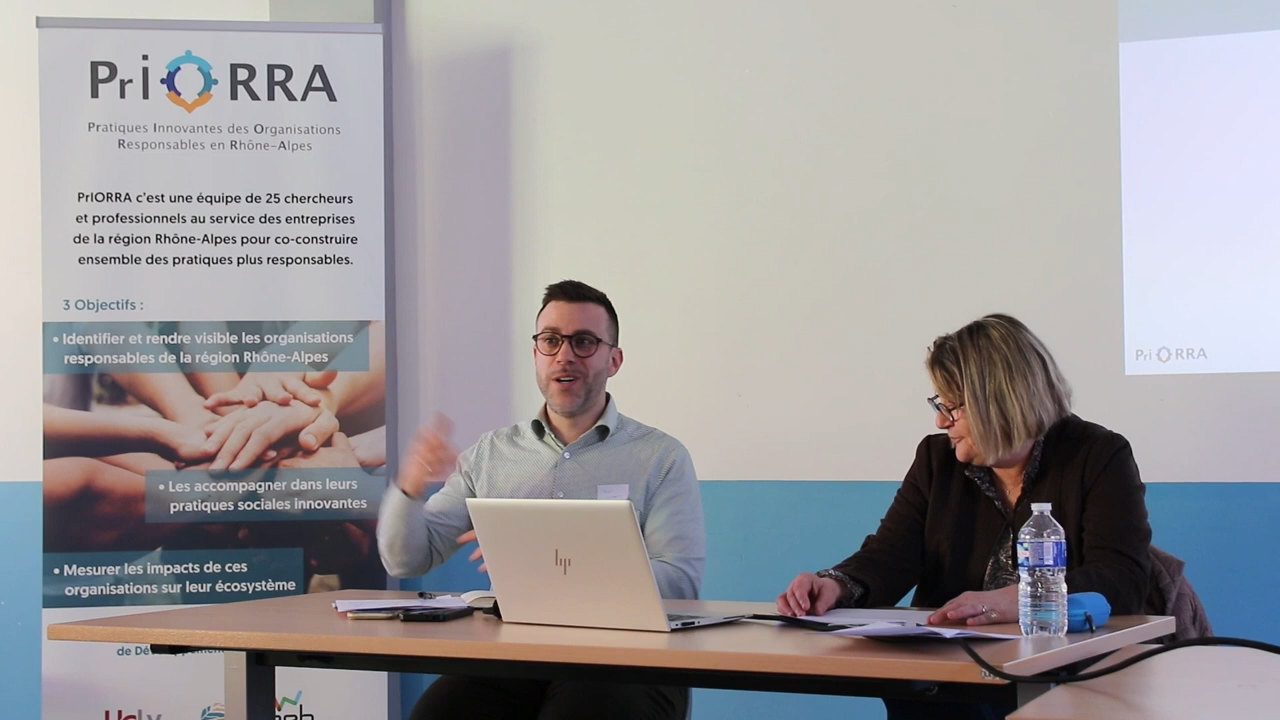 PriORRA
Pratiques Innovantes des Organisations
Responsables en Rhône-Alpes
PrIORRA c'est une équipe de 25 chercheurs
et professionnels au service des entreprises
de la région Rhône-Alpes pour co-construire
ensemble des pratiques plus responsables.
3 Objectifs :
• Identifier et rendre visible les organisations
responsables de la région Rhône-Alpes
• Les accompagner dans leurs
pratiques sociales innovantes
• Mesurer les impacts de ces
organisations sur leur écosystème
hp
PriORRA